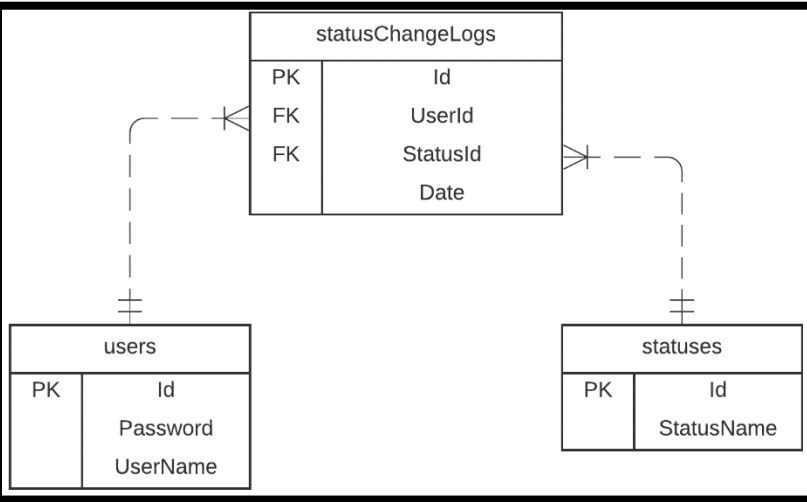 statusChangeLogs
PK Id
FK UserId
FK StatusId
Date
users
PK Id
Password
UserName
statuses
PK Id
StatusName